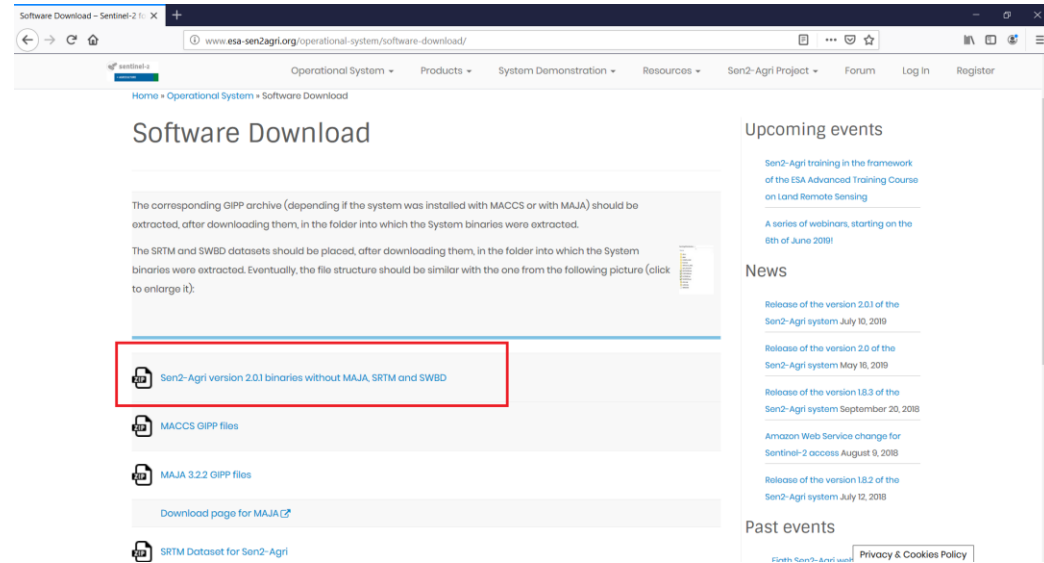 Software Download – Sentinel-2 fo
www.esa-sen2agri.org/operational-system/software-download/
sentinel-2
Operational System Products System Demonstration Resources Sen2-Agri Project Forum Log In Register
Home » Operational System » Software Download
Software Download
The corresponding GIPP archive (depending if the system was installed with MACCS or with MAJA) should be
extracted, after downloading them, in the folder into which the System binaries were extracted.
The SRTM and SWBD datasets should be placed, after downloading them, in the folder into which the System
binaries were extracted. Eventually, the file structure should be similar with the one from the following picture (click
to enlarge it):
ZIP Sen2-Agri version 2.0.1 binaries without MAJA, SRTM and SWBD
ZIP MACCS GIPP files
ZIP MAJA 3.2.2 GIPP files
Download page for MAJA
ZIP SRTM Dataset for Sen2-Agri
Upcoming events
Sen2-Agri training in the framework
of the ESA Advanced Training Course
on Land Remote Sensing
A series of webinars, starting on the
6th of June 2019!
News
Release of the version 2.0.1 of the
Sen2-Agri system July 10, 2019
Release of the version 2.0 of the
Sen2-Agri system May 16, 2019
Release of the version 1.8.3 of the
Sen2-Agri system September 20, 2018
Amazon Web Service change for
Sentinel-2 access August 9, 2018
Release of the version 1.8.2 of the
Sen2-Agri system July 12, 2018
Past events
Eigth Sen2-Agri web
Privacy & Cookies Policy